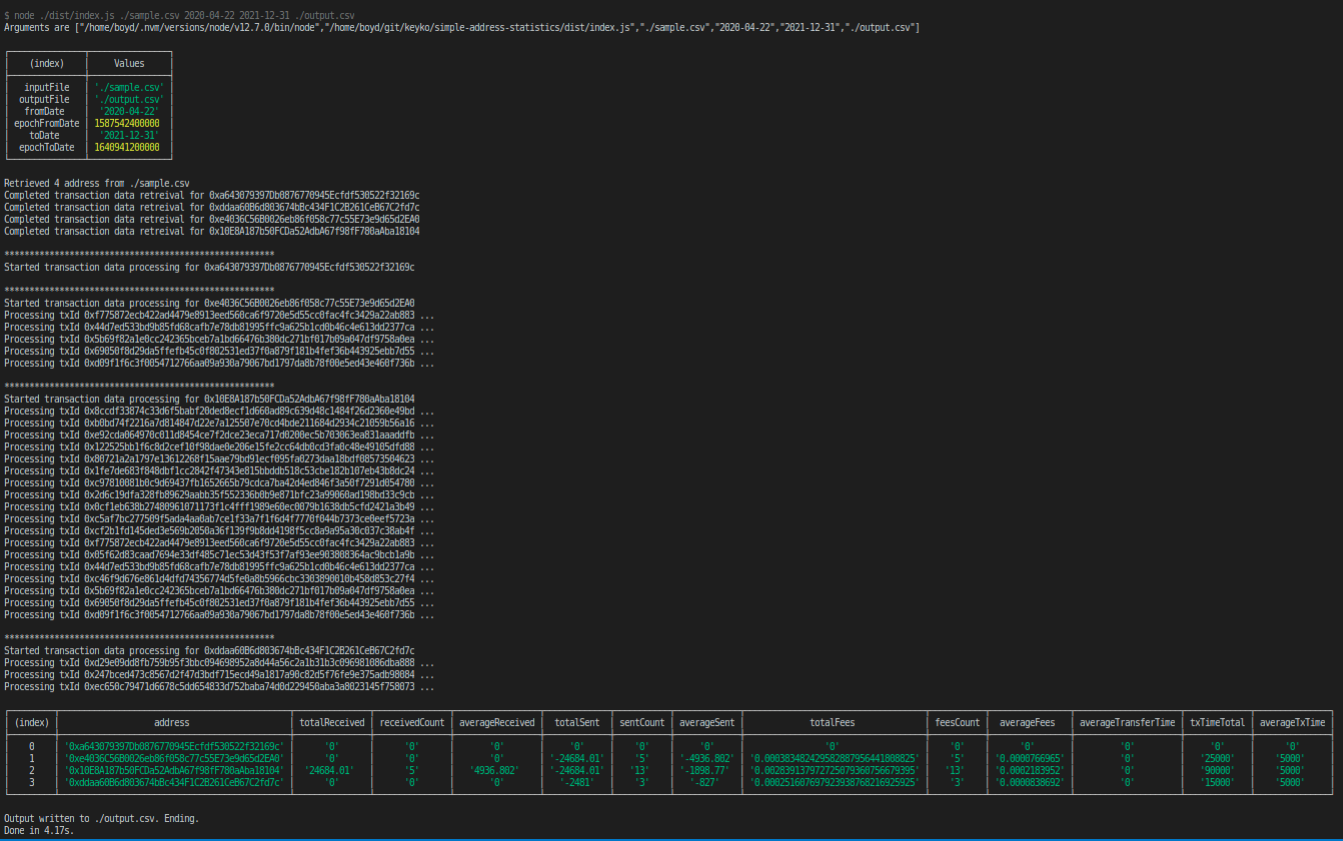 $ node ./dist/index.js ./sample.csv 2020-04-22 2021-12-31 ./output.csv
Arguments are ["/home/boyd/.nvm/versions/node/v12.7.0/bin/node","/home/boyd/git/keyko/simple-address-statistics/dist/index.js","./sample.csv","2020-04-22","2021-12-31","./output.csv"]
(index) Values
inputFile './sample.csv'
outputFile './output.csv'
fromDate '2020-04-22'
epochFromDate 1587542400000
toDate '2021-12-31'
epochToDate 1640941200000
Retrieved 4 address from ./sample.csv
Completed transaction data retreival for 0xa643079397Db0876770945Ecfdf530522f32169c
Completed transaction data retreival for 0xddaa60B6d803674bBc434F1C2B261CeB67C2fd7c
Completed transaction data retreival for 0xe4036C56B0026eb86f058c77c55E73e9d65d2EA0
Completed transaction data retreival for 0x10E8A187b50FCDa52AdbA67f98fF780aAba18104
******************************************************
Started transaction data processing for 0xa643079397Db0876770945Ecfdf530522f32169c
******************************************************
Started transaction data processing for 0xe4036C56B0026eb86f058c77c55E73e9d65d2EA0
Processing txId 0xf775872ecb422ad4479e8913eed560ca6f9720e5d55cc0fac4fc3429a22ab883 ...
Processing txId 0x44d7ed533bd9b85fd68cafb7e78db81995ffc9a625b1cd0b46c4e613dd2377ca ...
Processing txId 0x5b69f82a1e0cc242365bceb7a1bd66476b380dc271bf017b09a047df9758a0ea ...
Processing txId 0x69050f8d29da5ffefb45c0f802531ed37f0a879f181b4fef36b443925ebb7d55 ...
Processing txId 0xd09f1f6c3f0054712766aa09a930a79067bd1797da8b78f00e5ed43e460f736b ...
******************************************************
Started transaction data processing for 0x10E8A187b50FCDa52AdbA67f98fF780aAba18104
Processing txId 0x8ccdf33874c33d6f5babf20ded8ecf1d660ad89c639d48c1484f26d2360e49bd ...
Processing txId 0xb0bd74f2216a7d014847d22e7a125507e70cd4bde211684d2934c21059b56a16 ...
Processing txId 0xe92cda064970c011d8454ce7f2dce23eca717d0200ec5b703063ea831aaaddfb ...
Processing txId 0x122525bb1f6c8d2cef10f98dae0e206e15fe2cc64db0cd3fa0c48e49105dfd88 ...
Processing txId 0x80721a2a1797e13612268f15aae79bd91ecf095fa0273daa18bdf08573504623 ...
Processing txId 0x1fe7de683f848dbf1cc2842f47343e815bbddb518c53cbe182b107eb43b8dc24 ...
Processing txId 0xc97810081b0c9d69437fb1652665b79cdca7ba42d4ed846f3a50f7291d054780 ...
Processing txId 0x2d6c19dfa328fb89629aabb35f552336b0b9e871bfc23a99060ad198bd33c9cb ...
Processing txId 0x0cf1eb638b27480961071173f1c4fff1989e60ec0079b1638db5cfd2421a3b49 ...
Processing txId 0xc5af7bc277509f5ada4aa0ab7ce1f33a7f1f6d4f7770f044b7373ce0eef5723a ...
Processing txId 0xcf2b1fd145ded3e569b2050a36f139f9b8dd4198f5cc8a9a95a30c037c38ab4f ...
Processing txId 0xf775872ecb422ad4479e8913eed560ca6f9720e5d55cc0fac4fc3429a22ab883 ...
Processing txId 0x05f62d83caad7694e33df485c71ec53d43f53f7af93ee903808364ac9bcb1a9b ...
Processing txId 0x44d7ed533bd9b85fd68cafb7e78db81995ffc9a625b1cd0b46c4e613dd2377ca ...
Processing txId 0xc46f9d676e861d4dfd74356774d5fe0a8b5966cbc3303890010b458d853c27f4 ...
Processing txId 0x5b69f82a1e0cc242365bceb7a1bd66476b380dc271bf017b09a047df9758a0ea ...
Processing txId 0x69050f8d29da5ffefb45c0f802531ed37f0a879f181b4fef36b443925ebb7d55 ...
Processing txId 0xd09f1f6c3f0054712766aa09a930a79067bd1797da8b78f00e5ed43e460f736b ...
******************************************************
Started transaction data processing for 0xddaa60B6d803674bBc434F1C2B261CeB67C2fd7c
Processing txId 0xd29e09dd8fb759b95f3bbc094698952a8d44a56c2a1b31b3c096981086dba888 ...
Processing txId 0x247bced473c8567d2f47d3bdf715ecd49a1817a90c82d5f76fe9e375adb98084 ...
Processing txId 0xec650c79471d6678c5dd654833d752baba74d0d229450aba3a8023145f758073 ...
(index) address totalReceived receivedCount averageReceived totalSent sentCount averageSent totalFees feesCount averageFees averageTransferTime txTimeTotal averageTxTime
0 '0xa643079397Db0876770945Ecfdf530522f32169c' '0' '0' '0' '0' '0' '0' '0' '0' '0' '0' '0' '0'
1 '0xe4036C56B0026eb86f058c77c55E73e9d65d2EA0' '0' '0' '0' '-24684.01' '5' '-4936.802' '0.000383482429582887956441808825' '5' '0.0000766965' '0' '25000' '5000'
2 '0x10E8A187b50FCDa52AdbA67f98fF780aAba18104' '24684.01' '5' '4936.802' '-24684.01' '13' '-1898.77' '0.002839137972725079360756679395' '13' '0.0002183952' '0' '90000' '5000'
3 '0xddaa60B6d803674bBc434F1C2B261CeB67C2fd7c' '0' '0' '0' '-2481' '3' '-827' '0.000251607697923938768216925925' '3' '0.0000838692' '0' '15000' '5000'
Output written to ./output.csv. Ending.
Done in 4.17s.